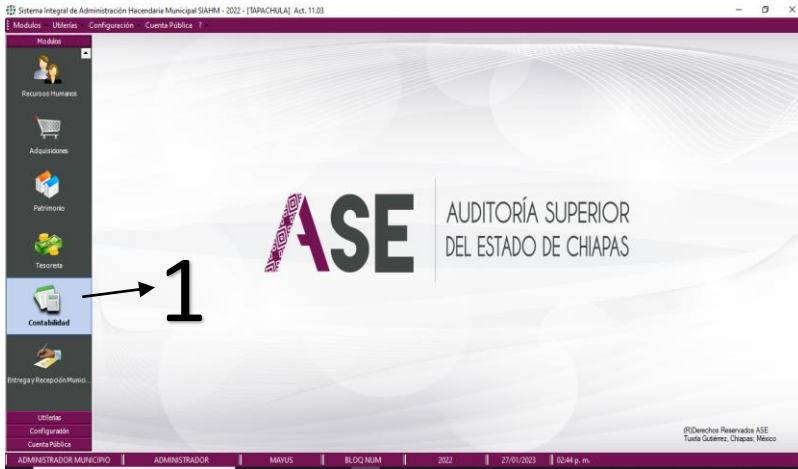 Sistema Integral de Administración Hacendaria Municipal SIAHM - 2022 - [TAPACHULA] Act. 11.03
Modulos Utilerías Configuración Cuenta Pública ?
Modulos
Recursos Humanos
Adquisiciones
Patrimonio
Tesorería
Contabilidad
Entrega y Recepción Munici...
Utilerias
Configuración
Cuenta Pública
1
ASE
AUDITORÍA SUPERIOR
DEL ESTADO DE CHIAPAS
(R)Derechos Reservados ASE
Tuxtla Gutiérrez, Chiapas; México
ADMINISTRADOR MUNICIPIO ADMINISTRADOR MAYUS BLOQ NUM 2022 27/01/2023 02:44 p. m.